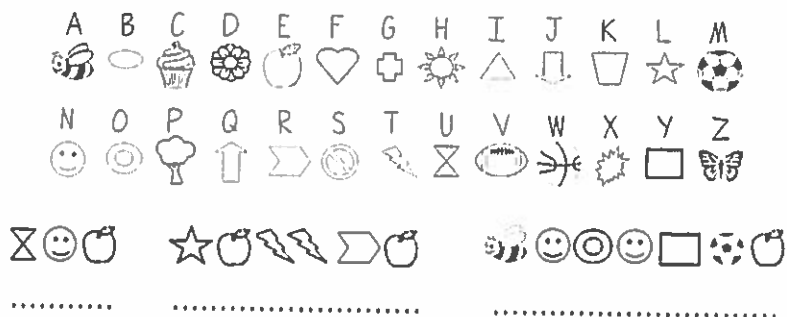 A B C D E F G H I J K L M
N O P Q R S T U V W X Y Z